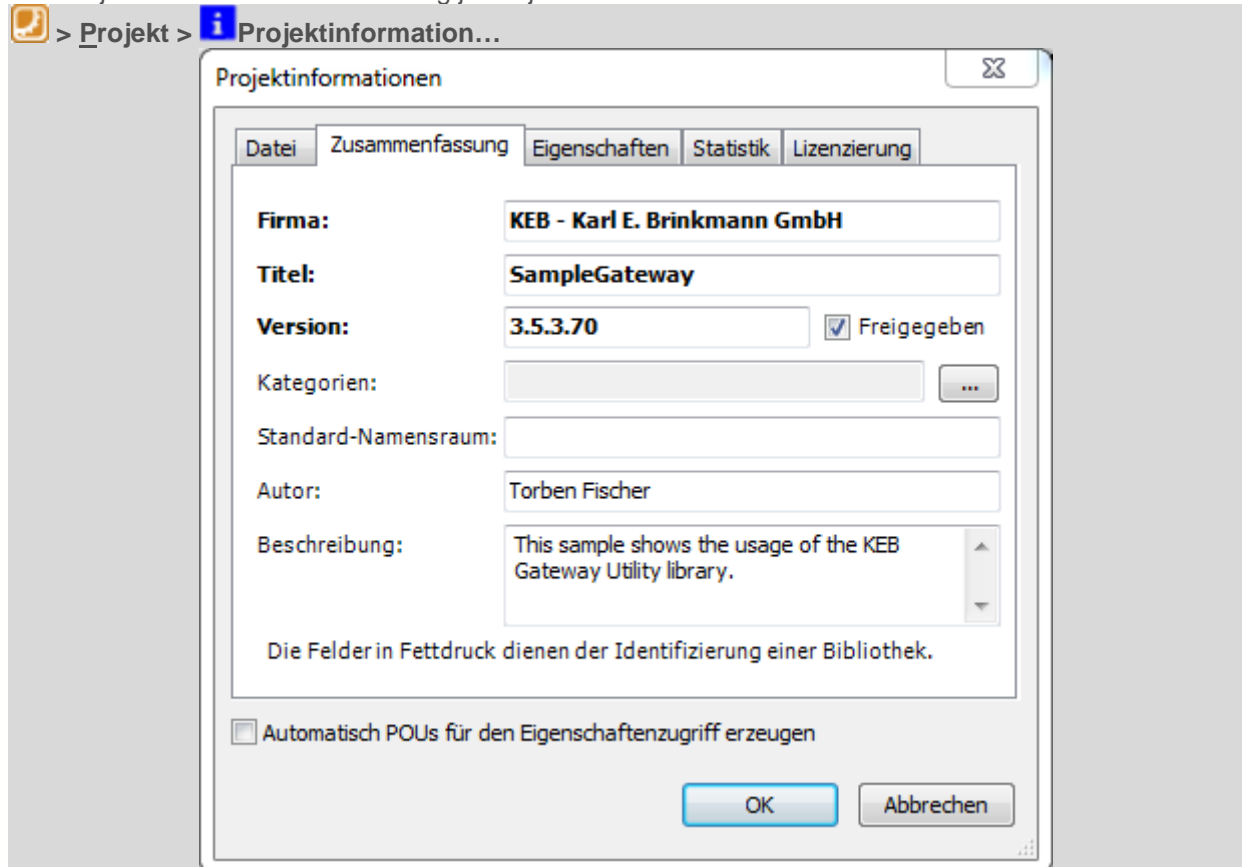 > Projekt > Projektinformation...
Projektinformationen
Datei Zusammenfassung Eigenschaften Statistik Lizenzierung
Firma: KEB - Karl E. Brinkmann GmbH
Titel: SampleGateway
Version: 3.5.3.70 Freigegeben
Kategorien: ...
Standard-Namensraum:
Autor: Torben Fischer
Beschreibung: This sample shows the usage of the KEB
Gateway Utility library.
Die Felder in Fettdruck dienen der Identifizierung einer Bibliothek.
Automatisch POUs für den Eigenschaftenzugriff erzeugen
OK Abbrechen